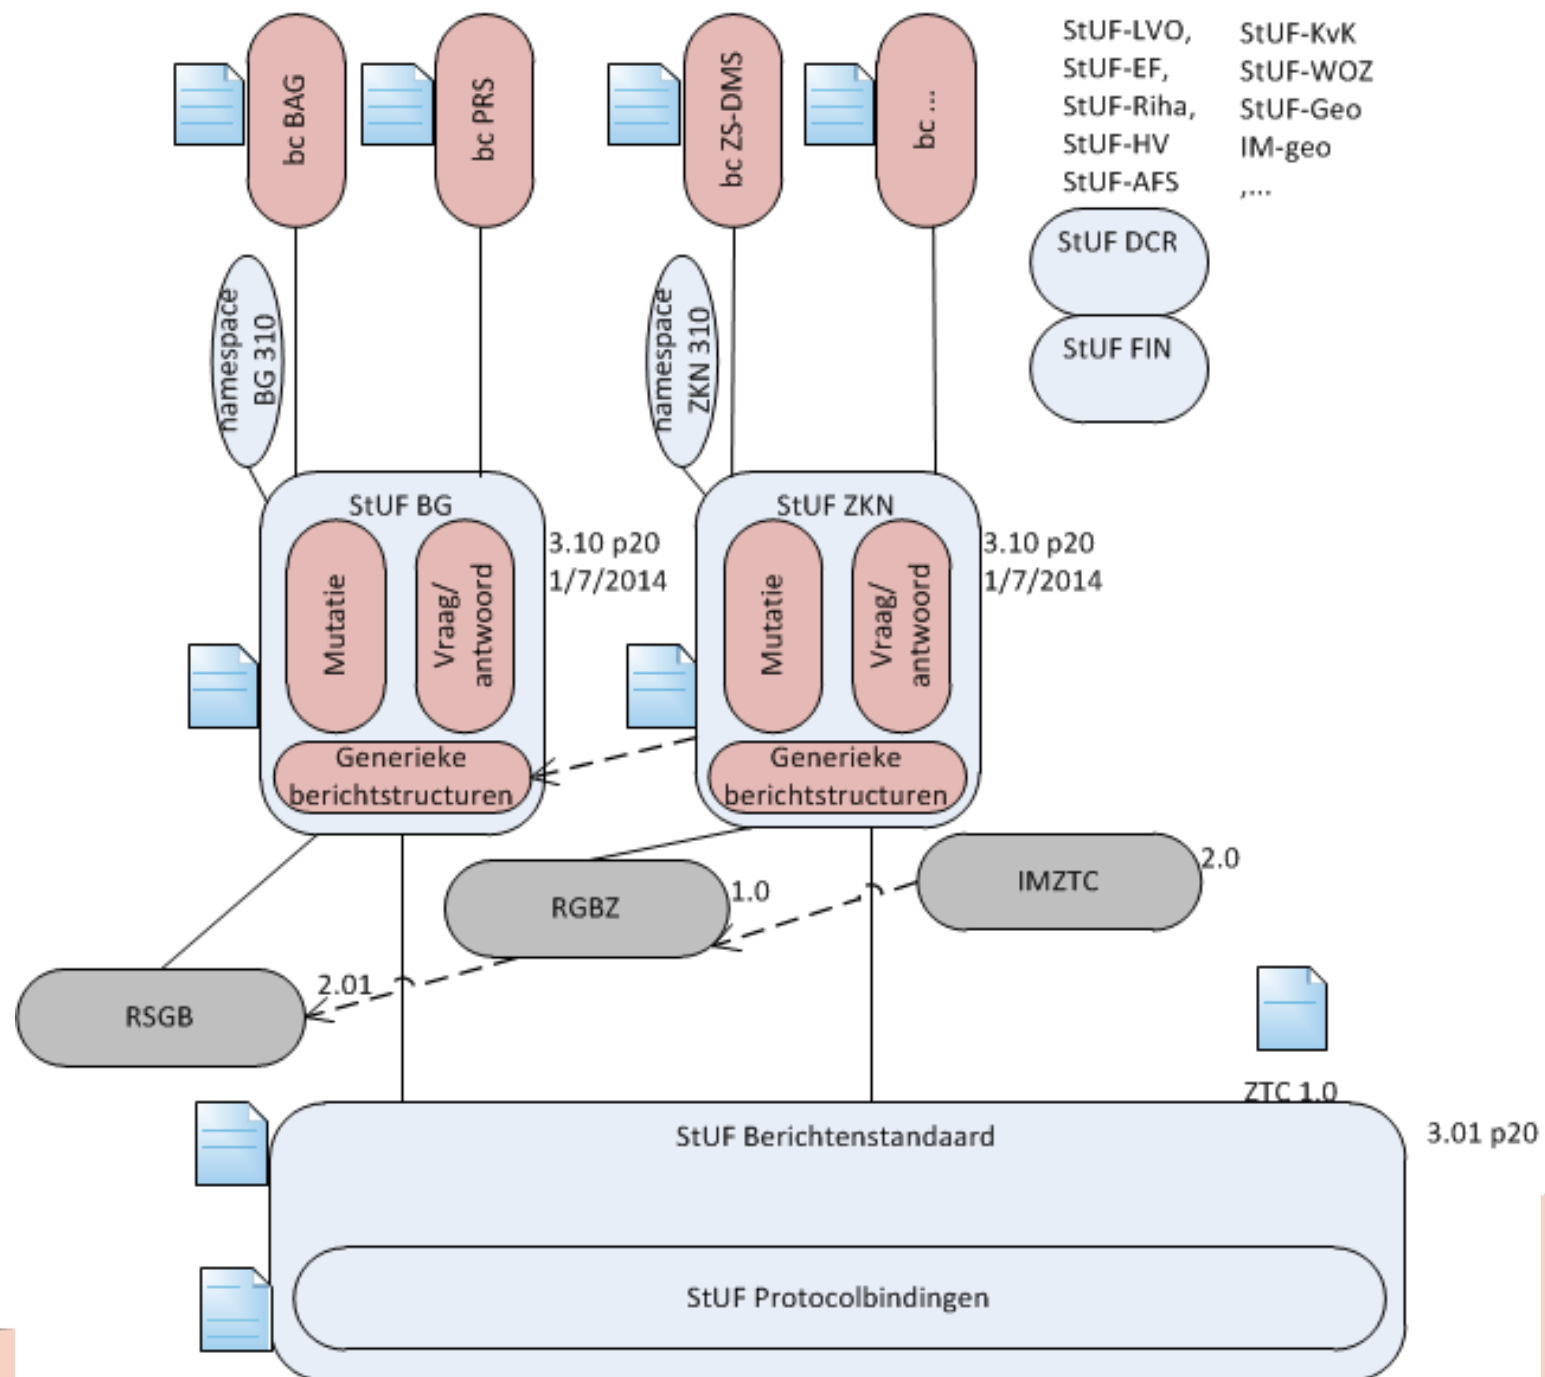 bc BAG
bc PRS
bc ZS-DMS
bc ...
StUF-LVO,
StUF-EF,
StUF-Riha,
StUF-HV
StUF-AFS
StUF-KvK
StUF-WOZ
StUF-Geo
IM-geo
,...
StUF DCR
StUF FIN
namespace
BG 310
namespace
ZKN 310
StUF BG
Mutatie
Vraag/
antwoord
Generieke
berichtstructuren
3.10 p20
1/7/2014
StUF ZKN
Mutatie
Vraag/
antwoord
Generieke
berichtstructuren
3.10 p20
1/7/2014
RGBZ
1.0
IMZTC
2.0
RSGB
2.01
ZTC 1.0
StUF Berichtenstandaard
3.01 p20
StUF Protocolbindingen